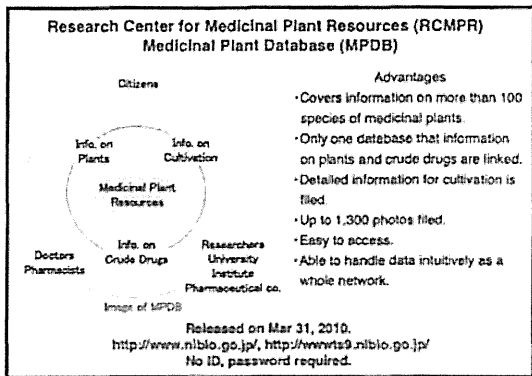 Research Center for Medicinal Plant Resources (RCMPR)
Medicinal Plant Database (MPDB)
Citizens
Info. on
Plants
Info. on
Cultivation
Medicinal Plant
Resources
Info. on
Crude Drugs
Doctors
Pharmacists
Researchers
University
Institute
Pharmaceutical co.
Image of MPDB
Advantages
・Covers information on more than 100
species of medicinal plants.
・Only one database that information
on plants and crude drugs are linked.
・Detailed information for cultivation is
filed.
・Up to 1,300 photos filed.
・Easy to access.
・Able to handle data intuitively as a
whole network.
Released on Mar 31, 2010.
http://www.nibio.go.jp/, http://wwwts9.nibio.go.jp/
No ID, password required.